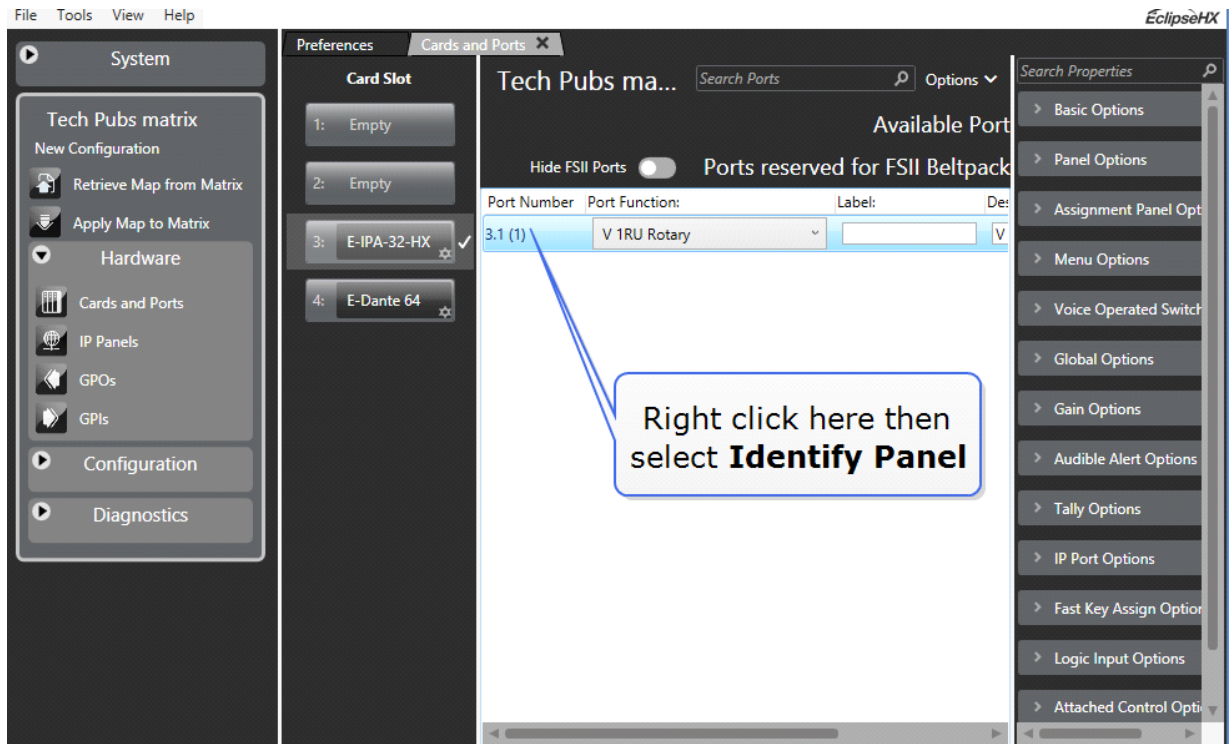 File Tools View Help
EclipseHX
System
Tech Pubs matrix
New Configuration
Retrieve Map from Matrix
Apply Map to Matrix
Hardware
Cards and Ports
IP Panels
GPOs
GPIs
Configuration
Diagnostics
Preferences
Cards and Ports
Card Slot
1: Empty
2: Empty
3: E-IPA-32-HX
4: E-Dante 64
Tech Pubs ma... Search Ports Options
Available Port
Hide FSII Ports Ports reserved for FSII Beltpack
Port Number Port Function: Label: Des
3.1 (1) V 1RU Rotary V
Right click here then
select Identify Panel
Search Properties
Basic Options
Panel Options
Assignment Panel Opt
Menu Options
Voice Operated Switch
Global Options
Gain Options
Audible Alert Options
Tally Options
IP Port Options
Fast Key Assign Option
Logic Input Options
Attached Control Opti